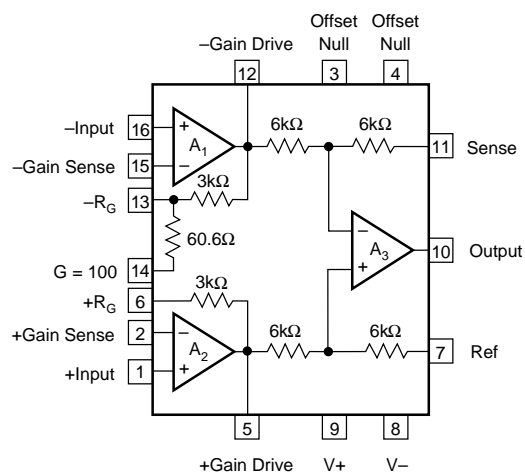 Offset Null
Offset Null
–Gain Drive
12
3
4
–Input
16
+
A1
–
6kΩ
6kΩ
11
Sense
–Gain Sense
15
–RG
13
3kΩ
60.6Ω
–
A3
+
10
Output
G = 100
14
+RG
6
3kΩ
+Gain Sense
2
–
A2
+
6kΩ
6kΩ
7
Ref
+Input
1
5
9
8
+Gain Drive
V+
V–